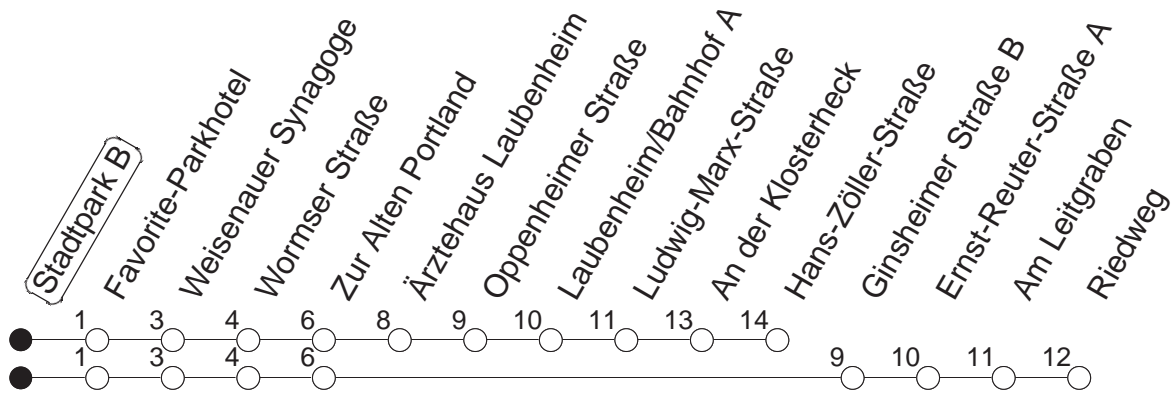 Stadtpark B
Favorite-Parkhotel
Weisenauer Synagoge
Wormser Straße
Zur Alten Portland
Ärztehaus Laubenheim
Oppenheimer Straße
Laubenheim/Bahnhof A
Ludwig-Marx-Straße
An der Klosterheck
Hans-Zöller-Straße
Ginsheimer Straße B
Ernst-Reuter-Straße A
Am Leitgraben
Riedweg
1 3 4 6 8 9 10 11 13 14
1 3 4 6 9 10 11 12